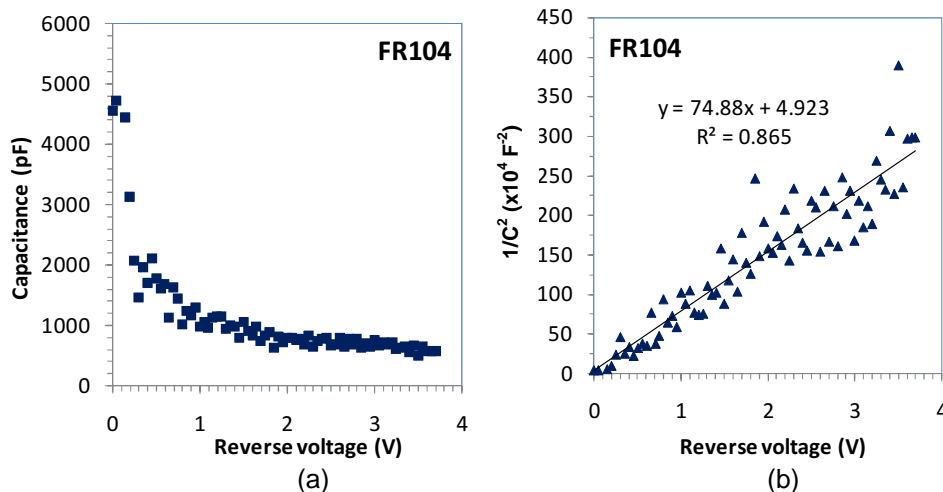 FR104
Capacitance (pF)
6000
5000
4000
3000
2000
1000
0
0 1 2 3 4
Reverse voltage (V)
(a)
FR104
y = 74.88x + 4.923
R² = 0.865
1/C² (x10⁴ F⁻²)
450
400
350
300
250
200
150
100
50
0
0 1 2 3 4
Reverse voltage (V)
(b)